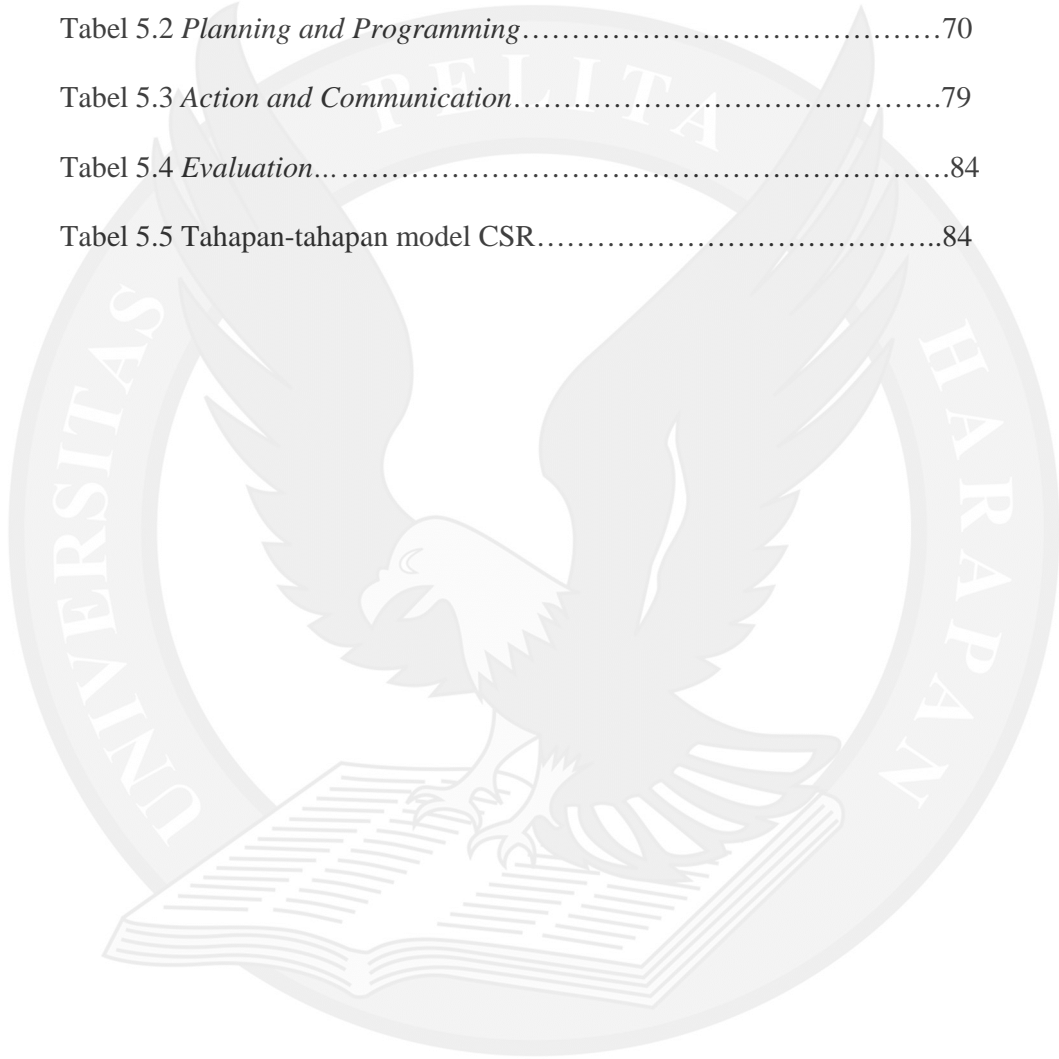 Tabel 5.2 Planning and Programming……………………………………70
Tabel 5.3 Action and Communication…………………………………….79
Tabel 5.4 Evaluation…………………………………………………….84
Tabel 5.5 Tahapan-tahapan model CSR…………………………………..84
UNIVERSITAS PELITA HARAPAN